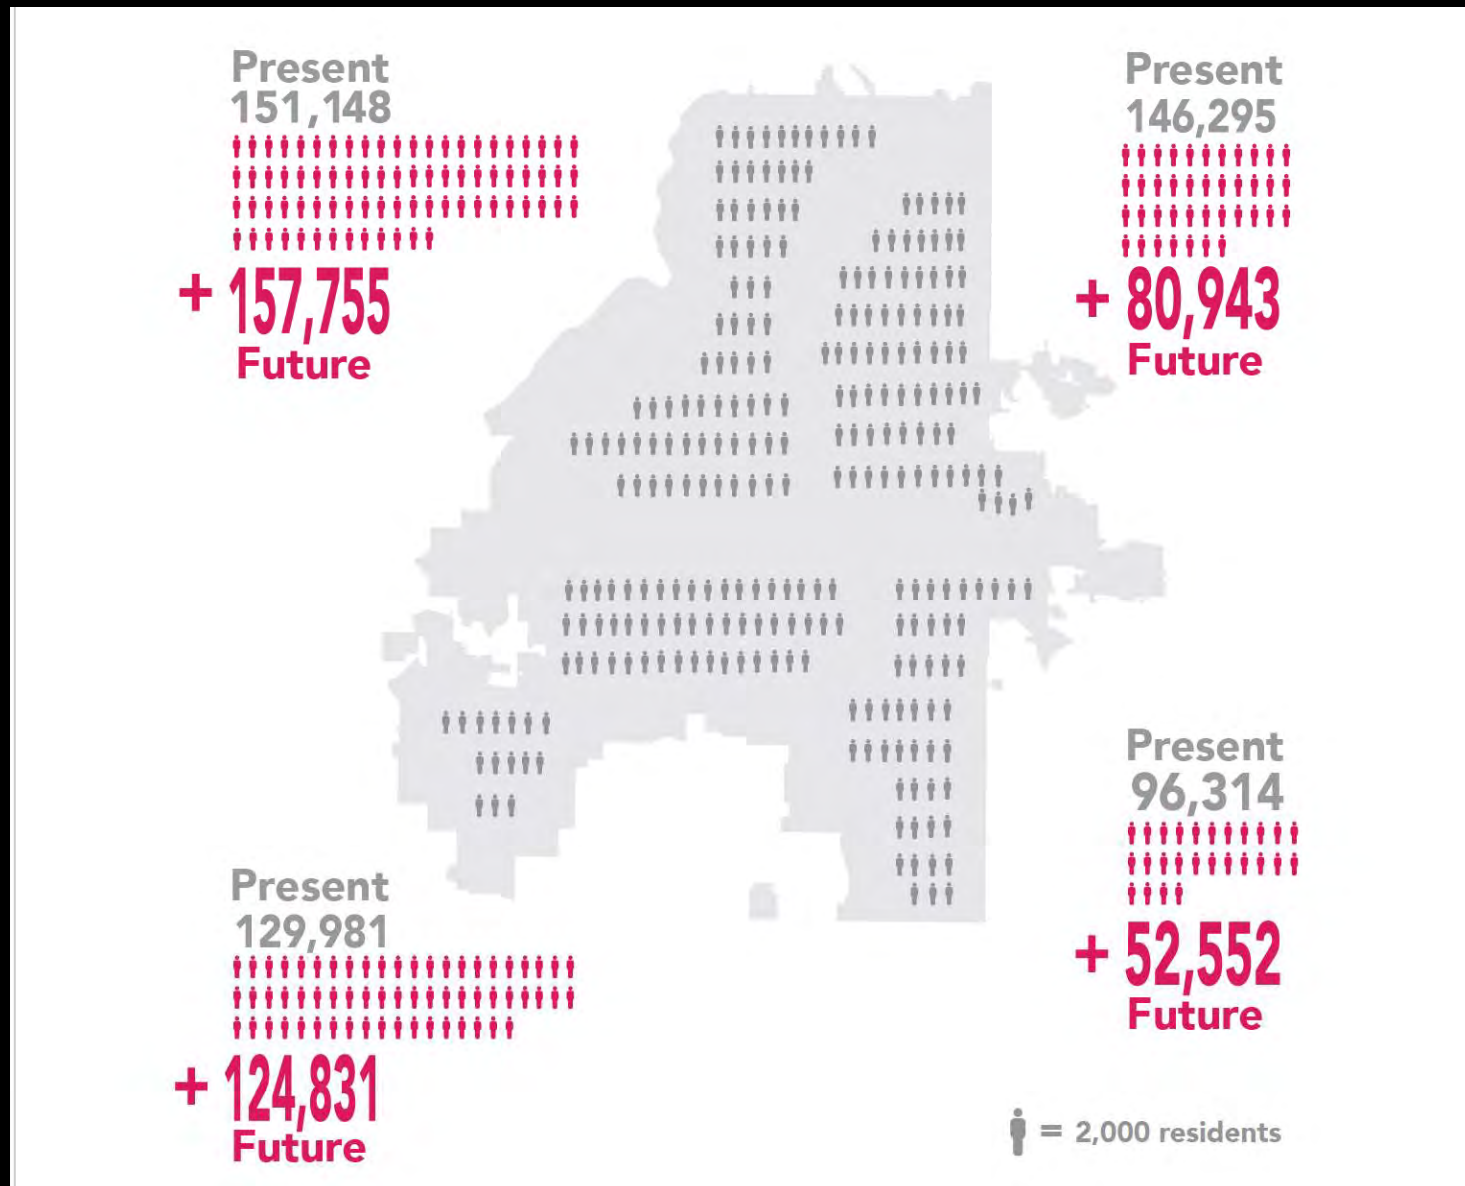 Present
151,148
+ 157,755
Future
Present
146,295
+ 80,943
Future
Present
129,981
+ 124,831
Future
Present
96,314
+ 52,552
Future
= 2,000 residents